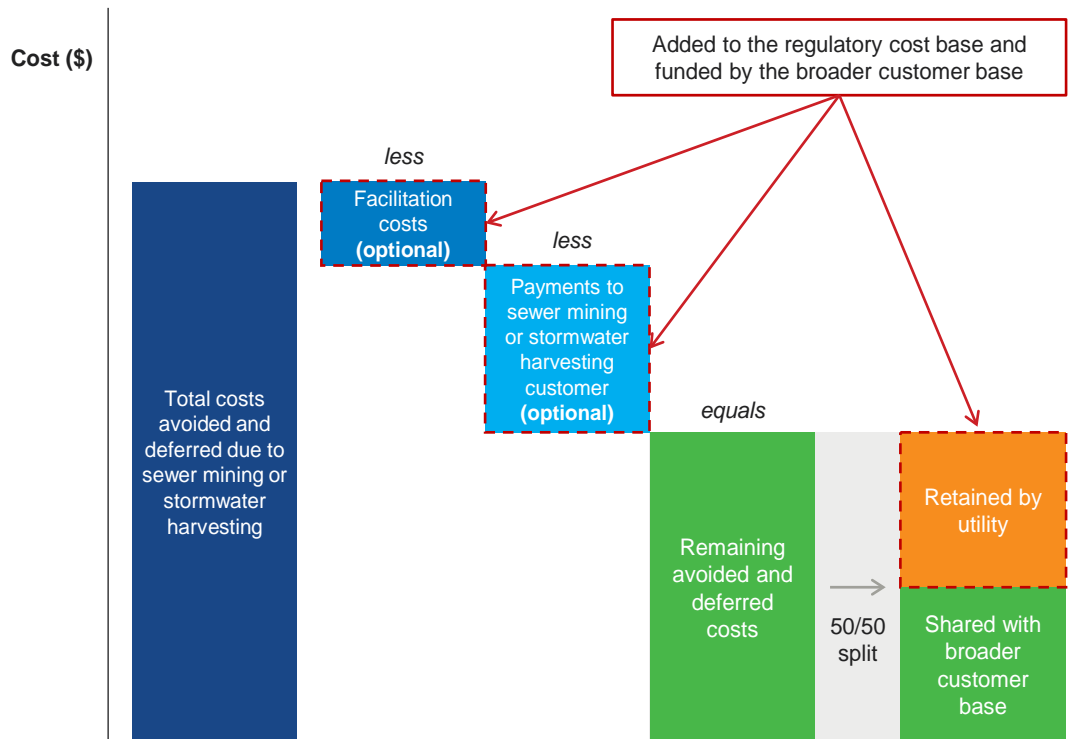 Cost ($)
Added to the regulatory cost base and
funded by the broader customer base
less
Facilitation
costs
(optional)
less
Payments to
sewer mining
or stormwater
harvesting
customer
(optional)
Total costs
avoided and
deferred due to
sewer mining or
stormwater
harvesting
equals
Remaining
avoided and
deferred
costs
50/50
split
Retained by
utility
Shared with
broader
customer
base